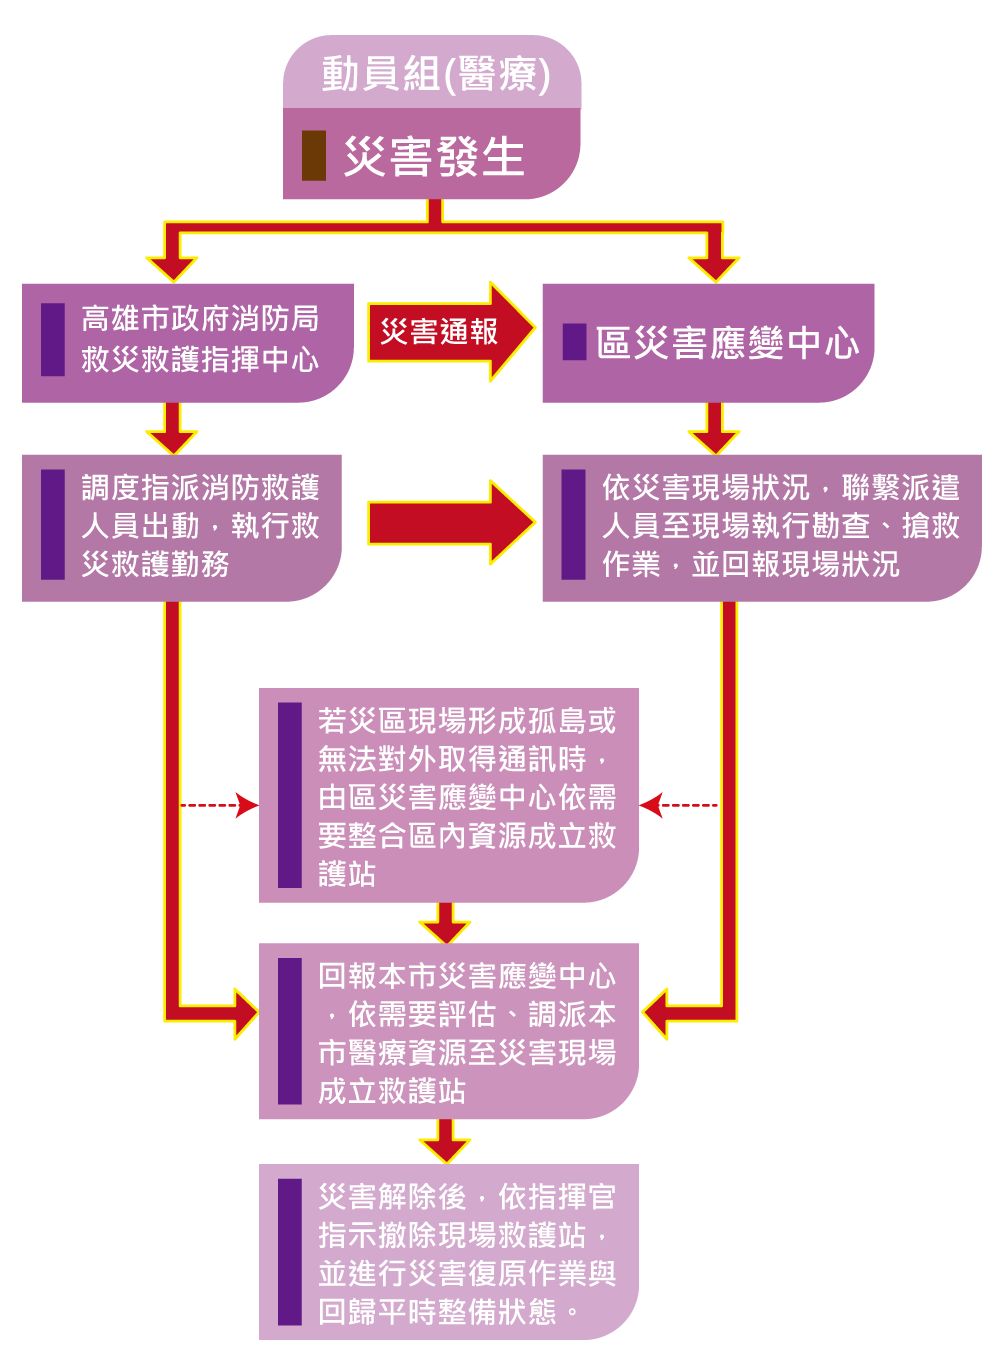 動員組(醫療)
災害發生
高雄市政府消防局
救災救護指揮中心
災害通報
區災害應變中心
調度指派消防救護
人員出動，執行救
災救護勤務
依災害現場狀況，聯繫派遣
人員至現場執行勘查、搶救
作業，並回報現場狀況
若災區現場形成孤島或
無法對外取得通訊時，
由區災害應變中心依需
要整合區內資源成立救
護站
回報本市災害應變中心
，依需要評估、調派本
市醫療資源至災害現場
成立救護站
災害解除後，依指揮官
指示撤除現場救護站，
並進行災害復原作業與
回歸平時整備狀態。